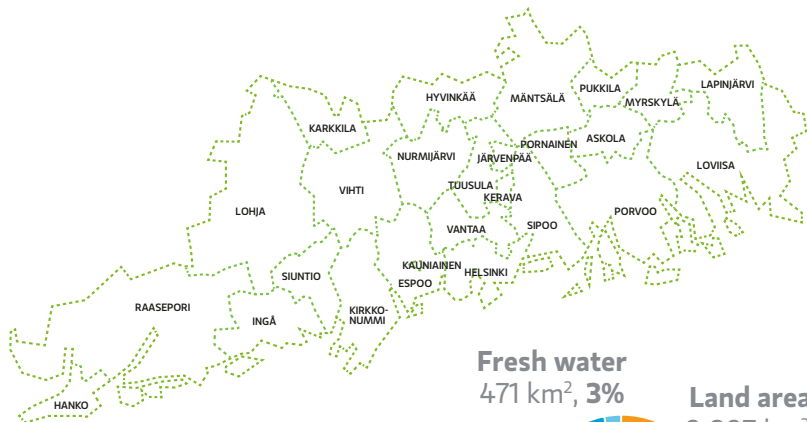 LAPINJÄRVI
PUKKILA
HYVINKÄÄ
MÄNTSÄLÄ
MYRSKYLÄ
KARKKILA
ASKOLA
PORNAINEN
NURMIJÄRVI
JÄRVENPÄÄ
LOVIISA
VIHTI
TUUSULA
KERAVA
LOHJA
PORVOO
SIPOO
VANTAA
KAUNIAINEN
HELSINKI
SIUNTIO
ESPOO
RAASEPORI
KIRKKO-
NUMMI
INGÅ
HANKO
Fresh water
471 km², 3%
Land area